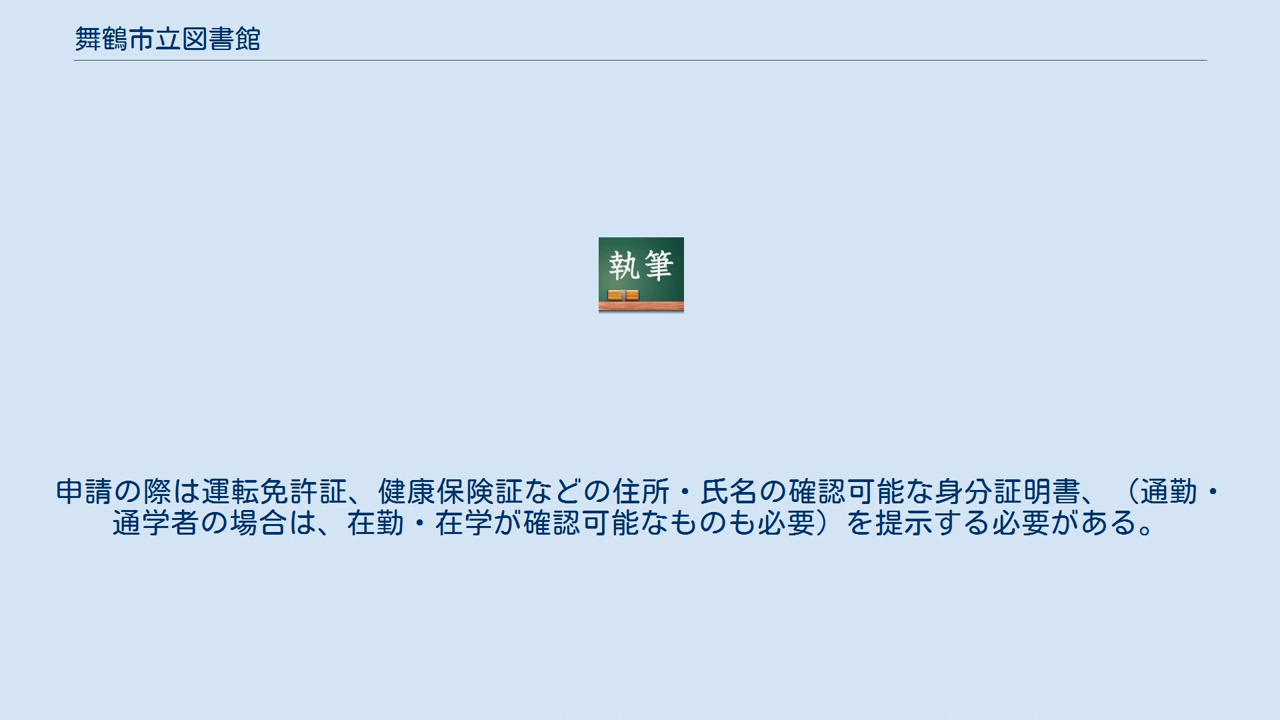 舞鶴市立図書館
執筆
申請の際は運転免許証、健康保険証などの住所・氏名の確認可能な身分証明書、（通勤・
通学者の場合は、在勤・在学が確認可能なものも必要）を提示する必要がある。